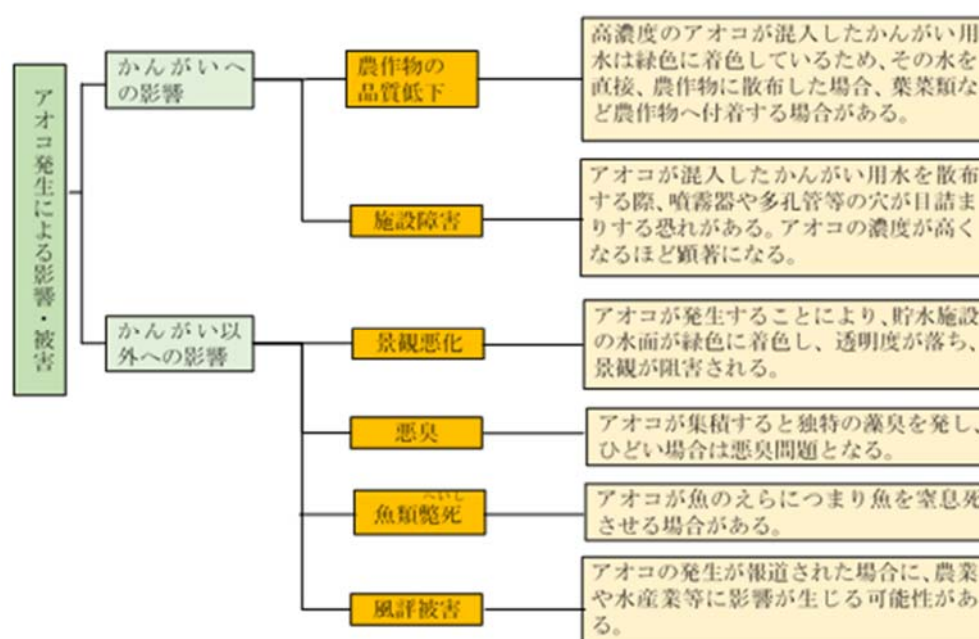 アオコ発生による影響・被害
かんがいへ
の影響
農作物の
品質低下
高濃度のアオコが混入したかんがい用
水は緑色に着色しているため、その水を
直接、農作物に散布した場合、葉菜類な
ど農作物へ付着する場合がある。
施設障害
アオコが混入したかんがい用水を散布
する際、噴霧器や多孔管等の穴が目詰ま
りする恐れがある。アオコの濃度が高く
なるほど顕著になる。
かんがい以
外への影響
景観悪化
アオコが発生することにより、貯水施設
の水面が緑色に着色し、透明度が落ち、
景観が阻害される。
悪臭
アオコが集積すると独特の藻臭を発し、
ひどい場合は悪臭問題となる。
へいし
魚類斃死
アオコが魚のえらにつまり魚を窒息死
させる場合がある。
風評被害
アオコの発生が報道された場合に、農業
や水産業等に影響が生じる可能性があ
る。